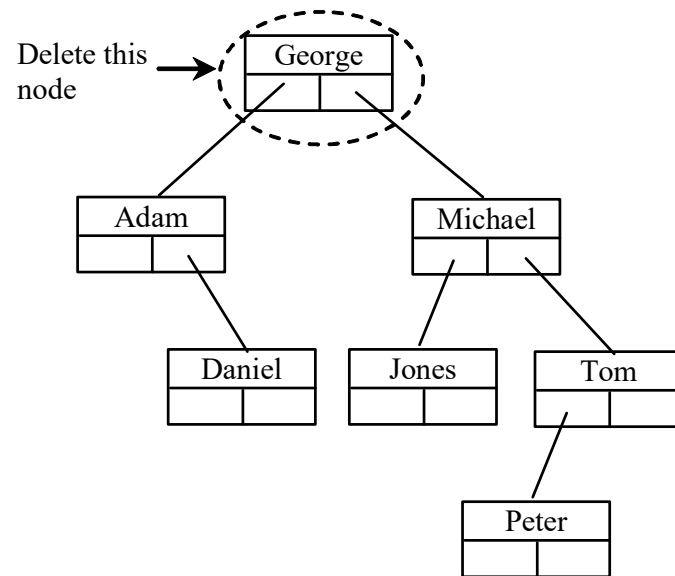 Delete this
node
George
Adam
Michael
Daniel
Jones
Tom
Peter